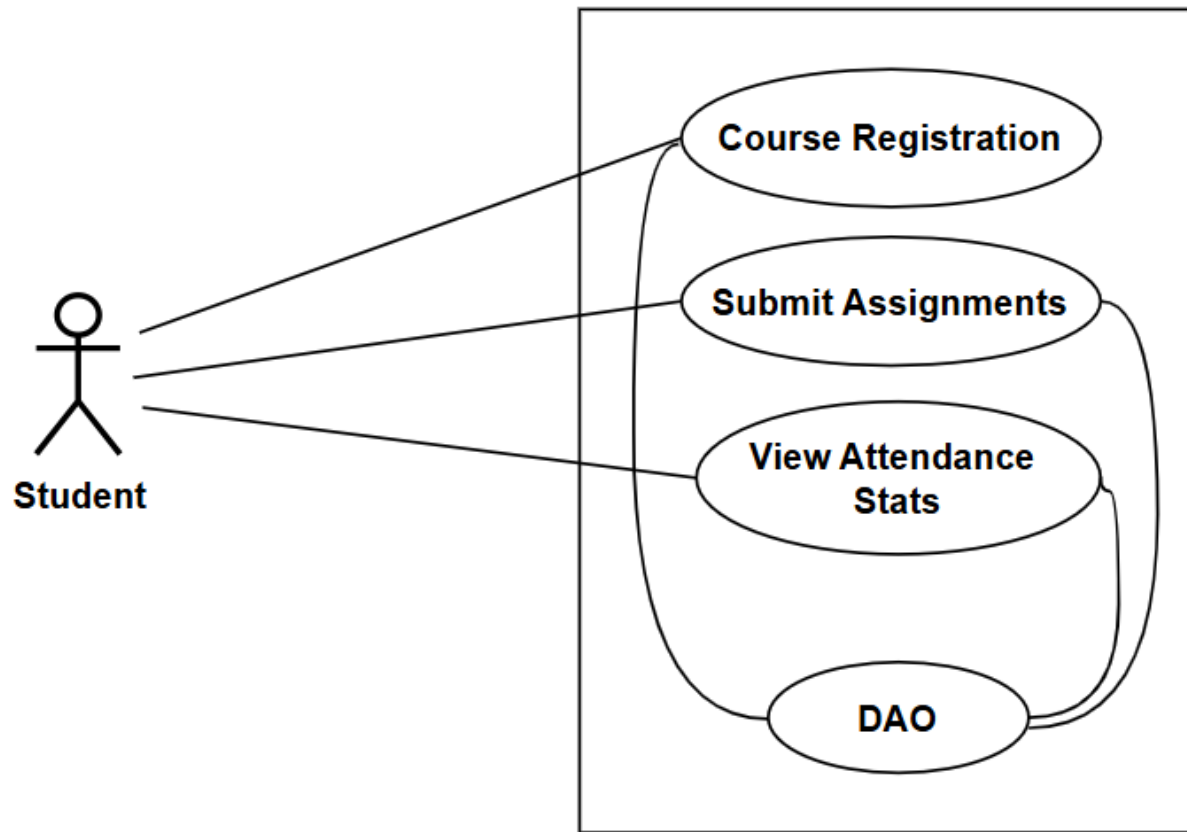 Course Registration
Submit Assignments
View Attendance
Stats
Student
DAO